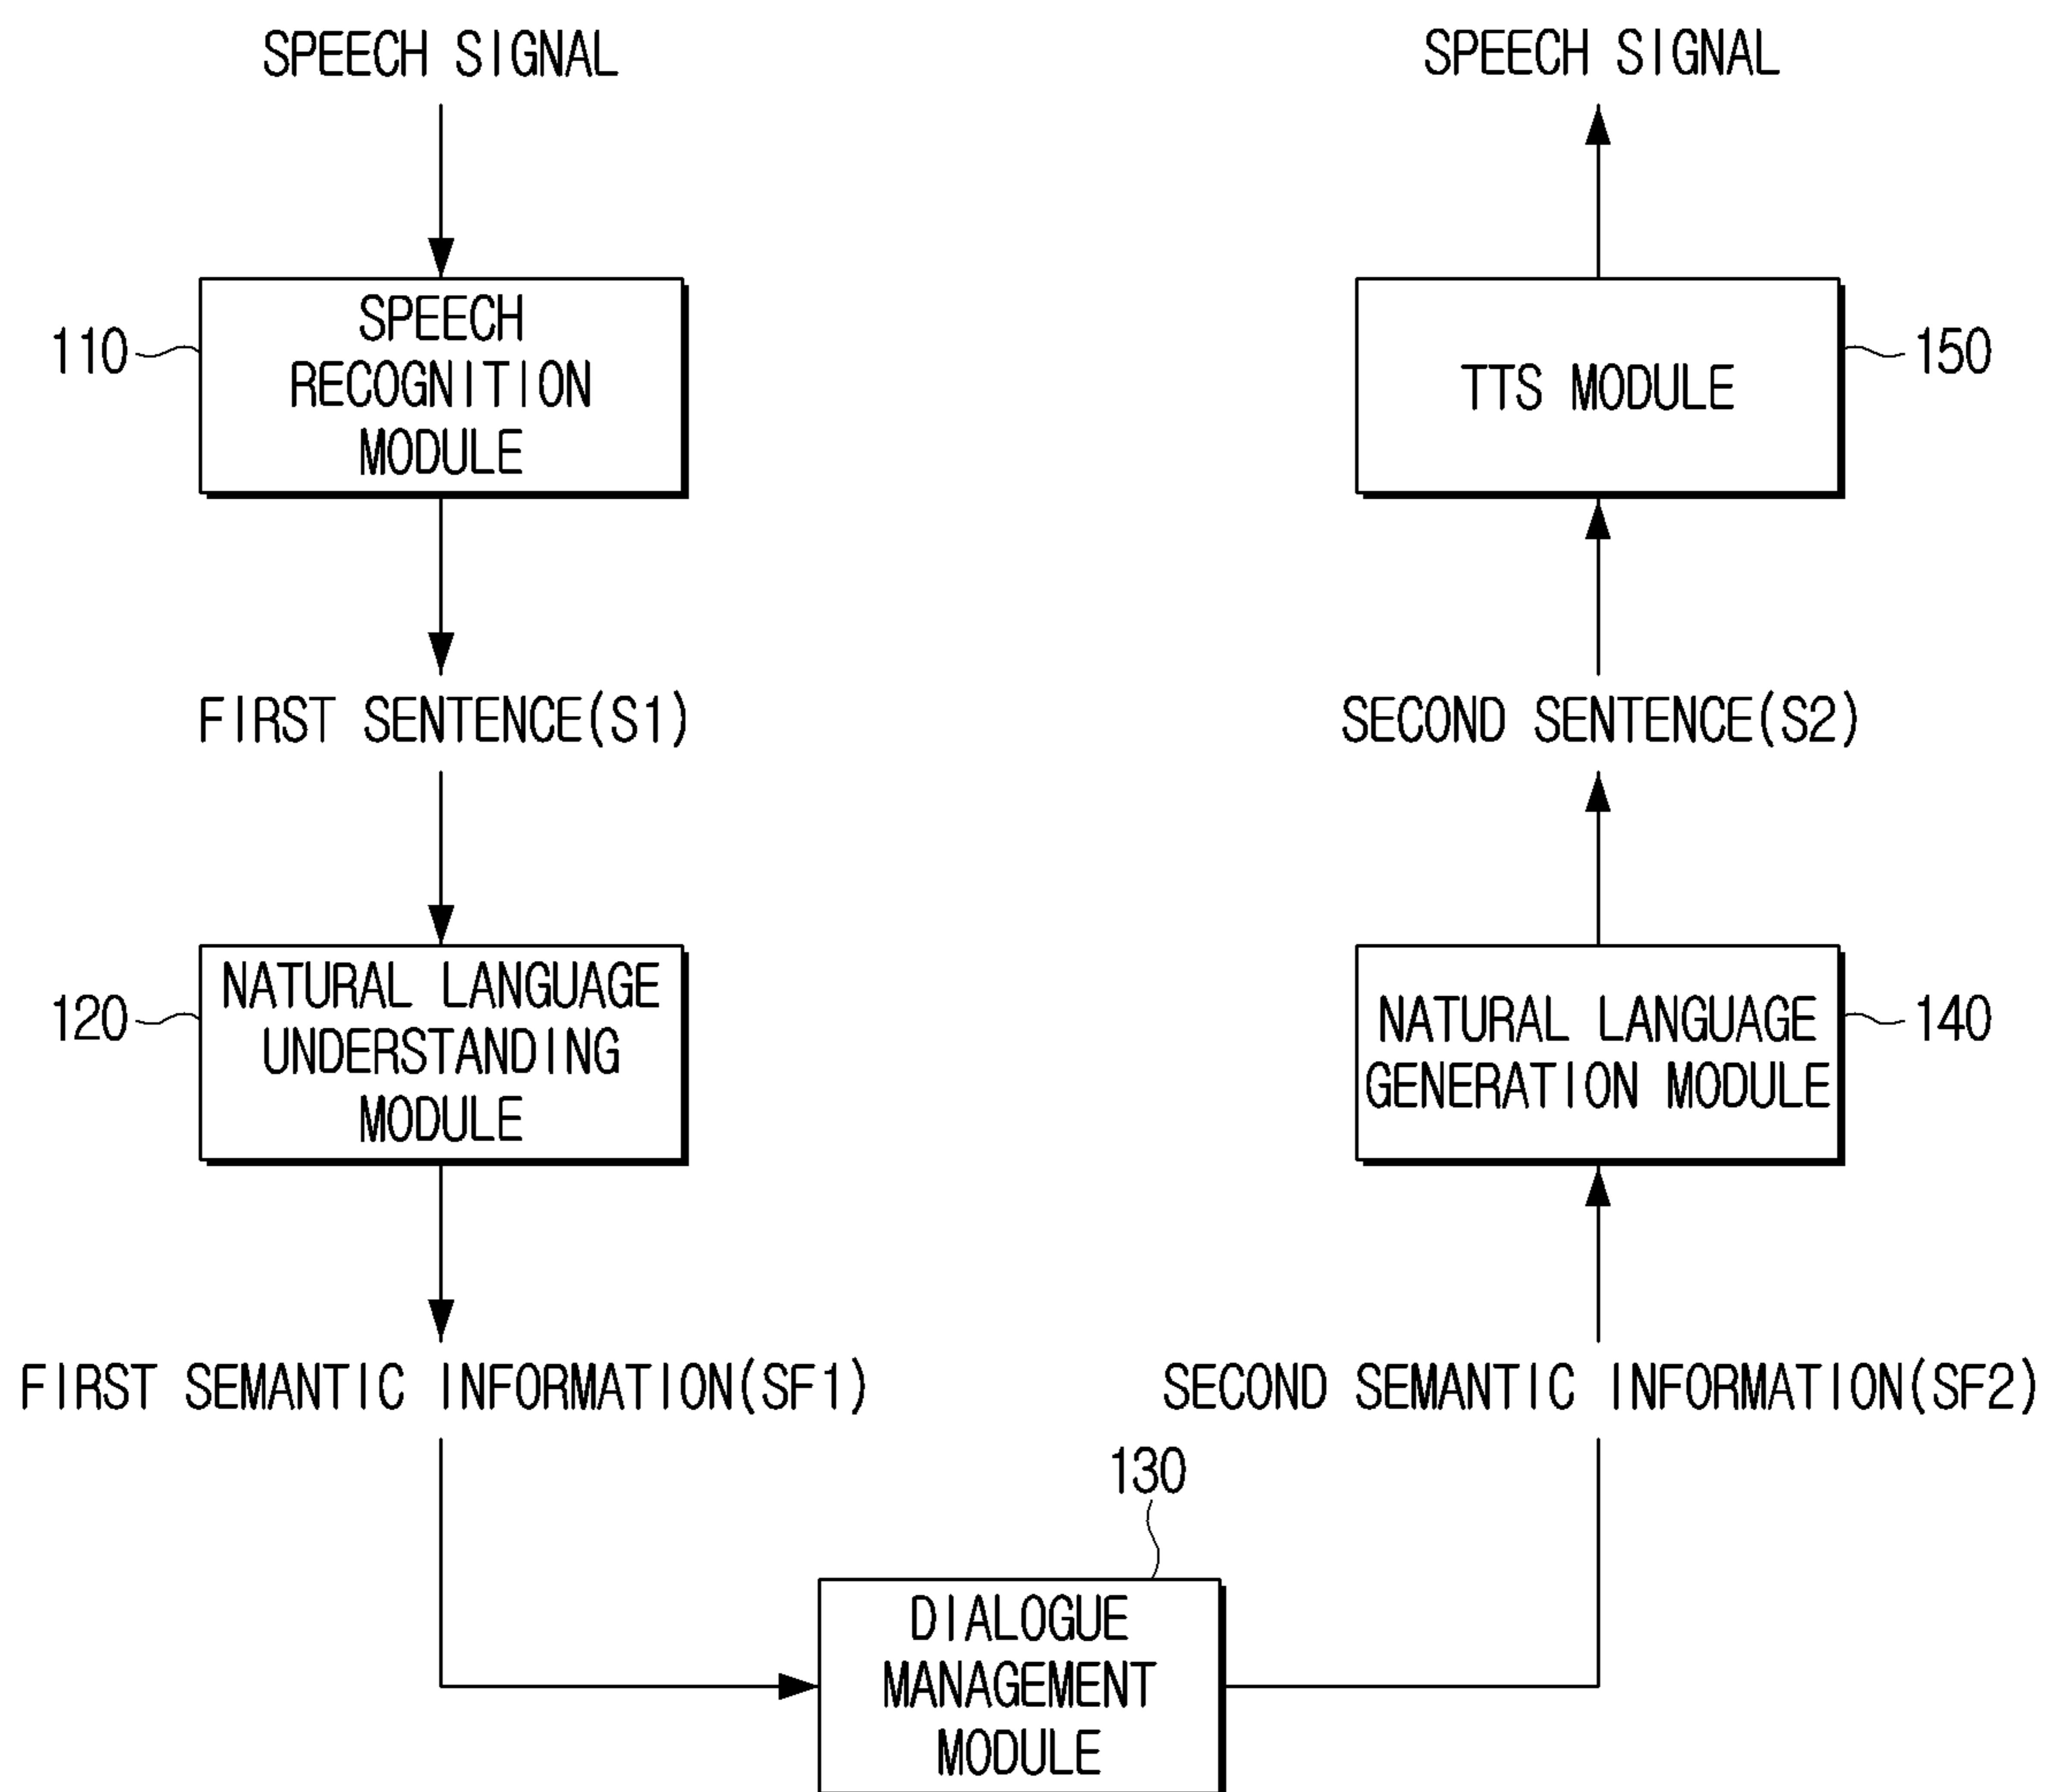 SPEECH SIGNAL
110
SPEECH
RECOGNITION
MODULE
FIRST SENTENCE(S1)
120
NATURAL LANGUAGE
UNDERSTANDING
MODULE
FIRST SEMANTIC INFORMATION(SF1)
130
DIALOGUE
MANAGEMENT
MODULE
SECOND SEMANTIC INFORMATION(SF2)
NATURAL LANGUAGE
GENERATION MODULE
140
SECOND SENTENCE(S2)
TTS MODULE
150
SPEECH SIGNAL